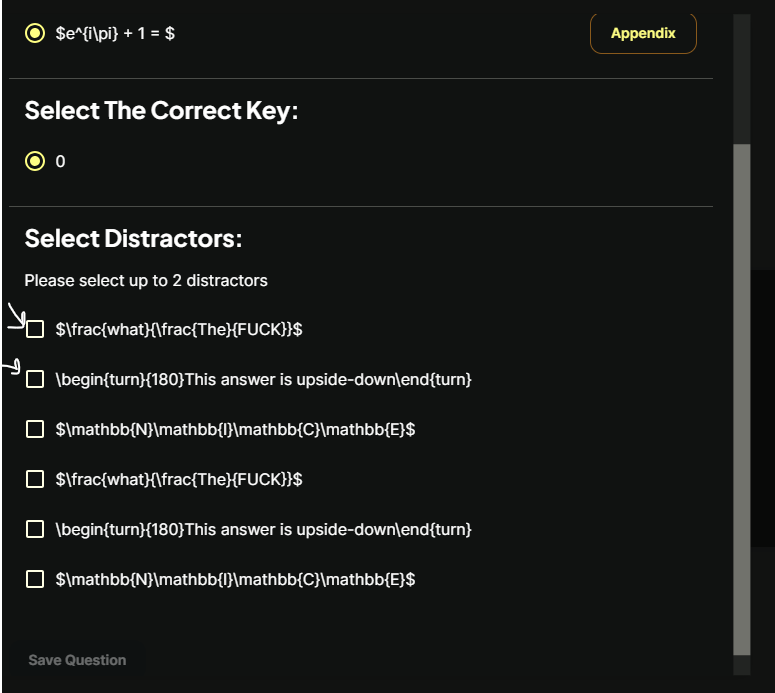 $e^{i\pi} + 1 = $
Appendix
Select The Correct Key:
0
Select Distractors:
Please select up to 2 distractors
$\frac{what}{\frac{The}{FUCK}}$
\begin{turn}{180}This answer is upside-down\end{turn}
$\mathbb{N}\mathbb{I}\mathbb{C}\mathbb{E}$
$\frac{what}{\frac{The}{FUCK}}$
\begin{turn}{180}This answer is upside-down\end{turn}
$\mathbb{N}\mathbb{I}\mathbb{C}\mathbb{E}$
Save Question